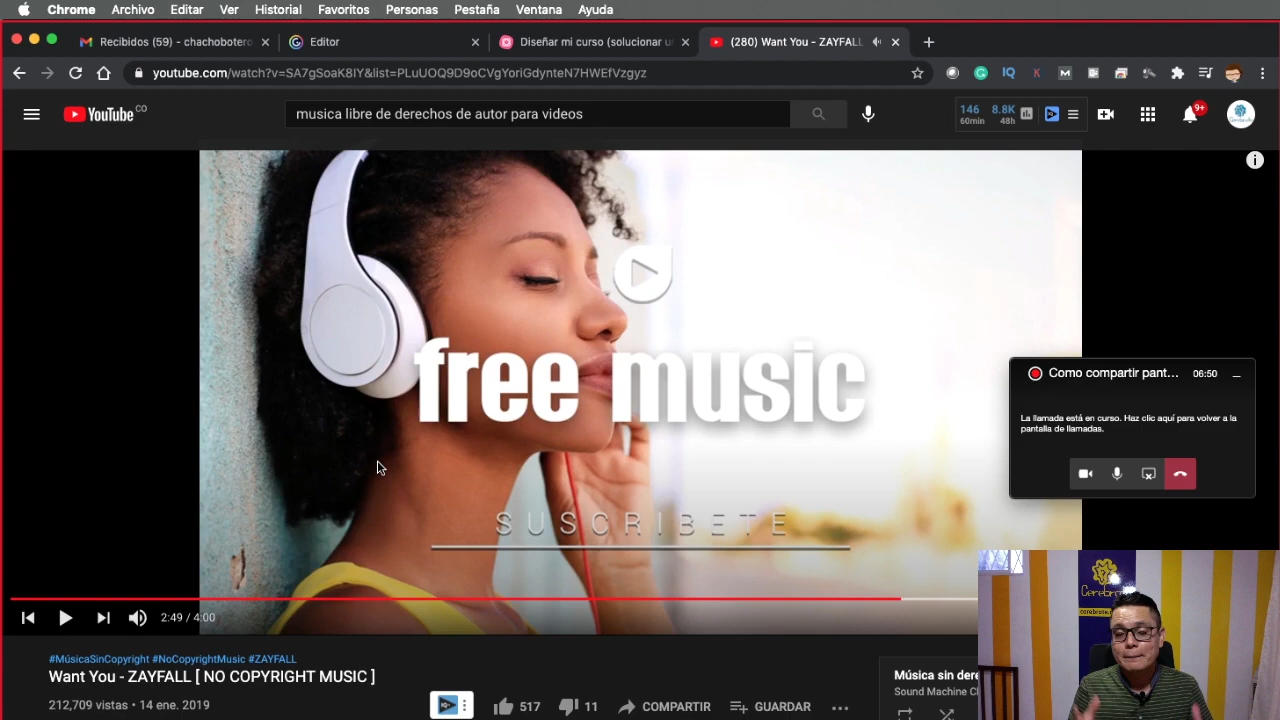 Chrome Archivo Editar Ver Historial Favoritos Personas Pestaña Ventana Ayuda
Recibidos (59) - chachobotero
Editor
Diseñar mi curso (solucionar u
(280) Want You - ZAYFALL
youtube.com/watch?v=SA7gSoaK8IY&list=PLuUOQ9D9oCVgYoriGdynteN7HWEfVzgyz
IQ
K
M
YouTube CO
musica libre de derechos de autor para videos
146 8.8K
60min 48h
9+
free music
SUSCRIBETE
Como compartir pant... 06:50
La llamada está en curso. Haz clic aquí para volver a la
pantalla de llamadas.
2:49 / 4:00
#MúsicaSinCopyright #NoCopyrightMusic #ZAYFALL
Want You - ZAYFALL [ NO COPYRIGHT MUSIC ]
212,709 vistas • 14 ene. 2019
517
11
COMPARTIR
GUARDAR
Música sin dere
Sound Machine C